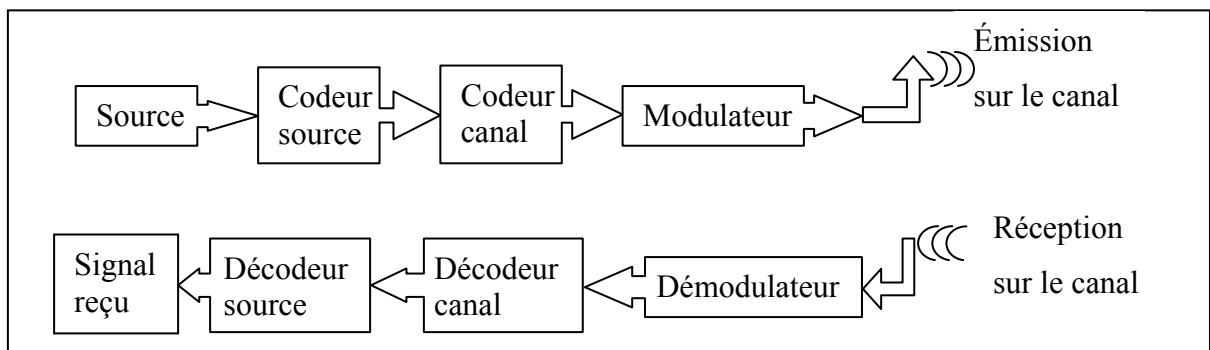 Émission
sur le canal
Source
Codeur
source
Codeur
canal
Modulateur
Réception
sur le canal
Signal
reçu
Décodeur
source
Décodeur
canal
Démodulateur